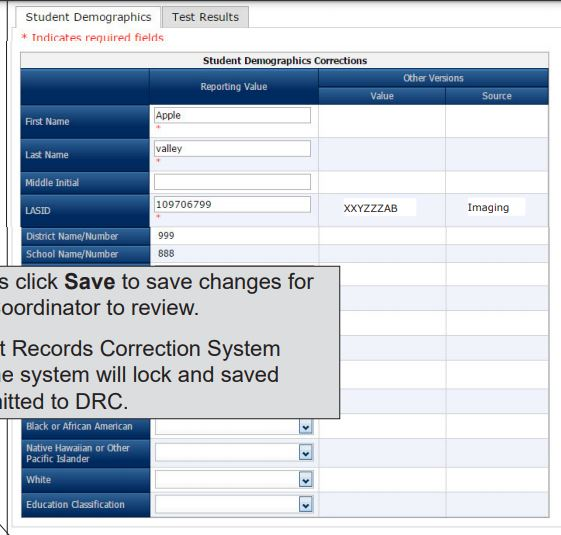 Student Demographics Test Results
* Indicates required fields
Student Demographics Corrections
Reporting Value Other Versions
Value Source
First Name Apple
*
Last Name valley
*
Middle Initial
LASID 109706799 XXYZZZAB Imaging
*
District Name/Number 999
School Name/Number 888
s click Save to save changes for
oordinator to review.
t Records Correction System
e system will lock and saved
itted to DRC.
Black or African American
Native Hawaiian or Other
Pacific Islander
White
Education Classification